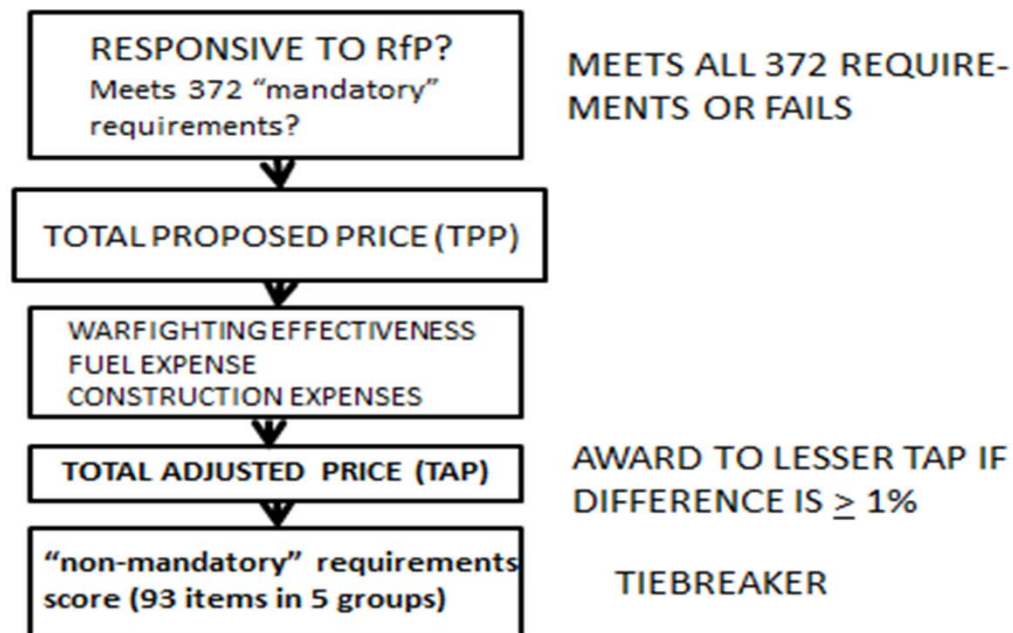 RESPONSIVE TO RfP?
Meets 372 “mandatory”
requirements?
MEETS ALL 372 REQUIRE-
MENTS OR FAILS
TOTAL PROPOSED PRICE (TPP)
WARFIGHTING EFFECTIVENESS
FUEL EXPENSE
CONSTRUCTION EXPENSES
TOTAL ADJUSTED PRICE (TAP)
AWARD TO LESSER TAP IF
DIFFERENCE IS ≥ 1%
“non-mandatory” requirements
score (93 items in 5 groups)
TIEBREAKER